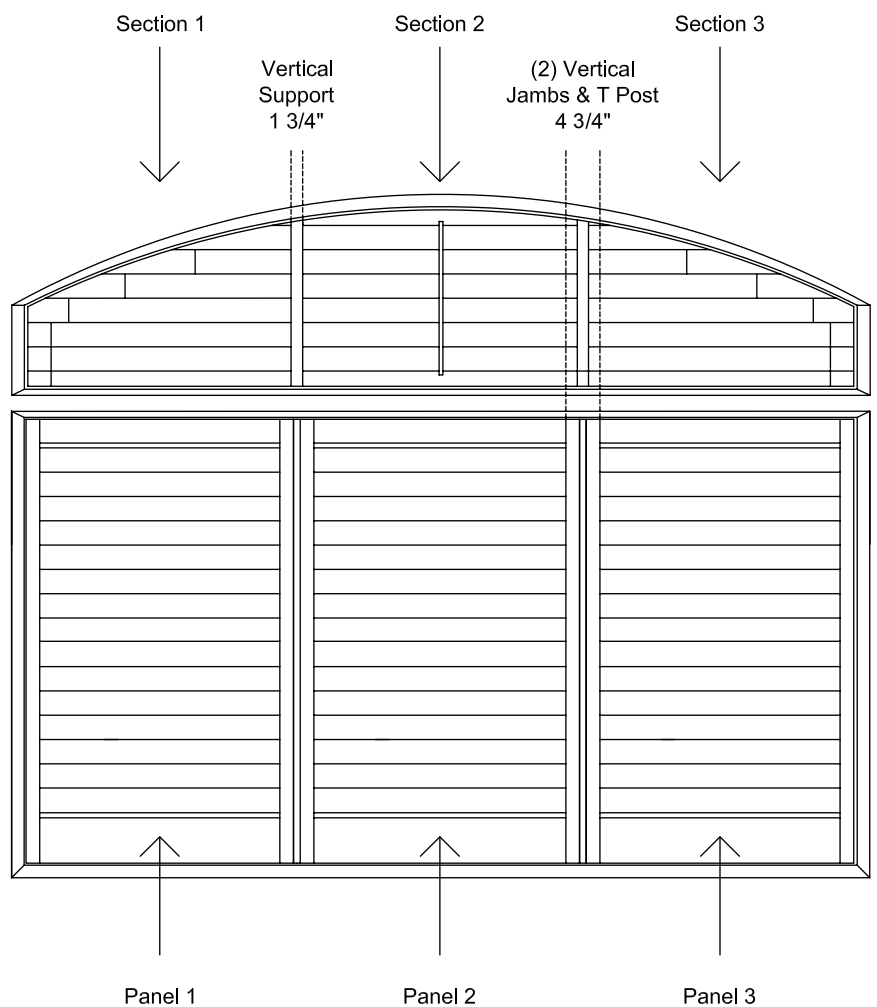 Section 1
Section 2
Section 3
Vertical
Support
1 3/4"
(2) Vertical
Jambs & T Post
4 3/4"
Panel 1
Panel 2
Panel 3